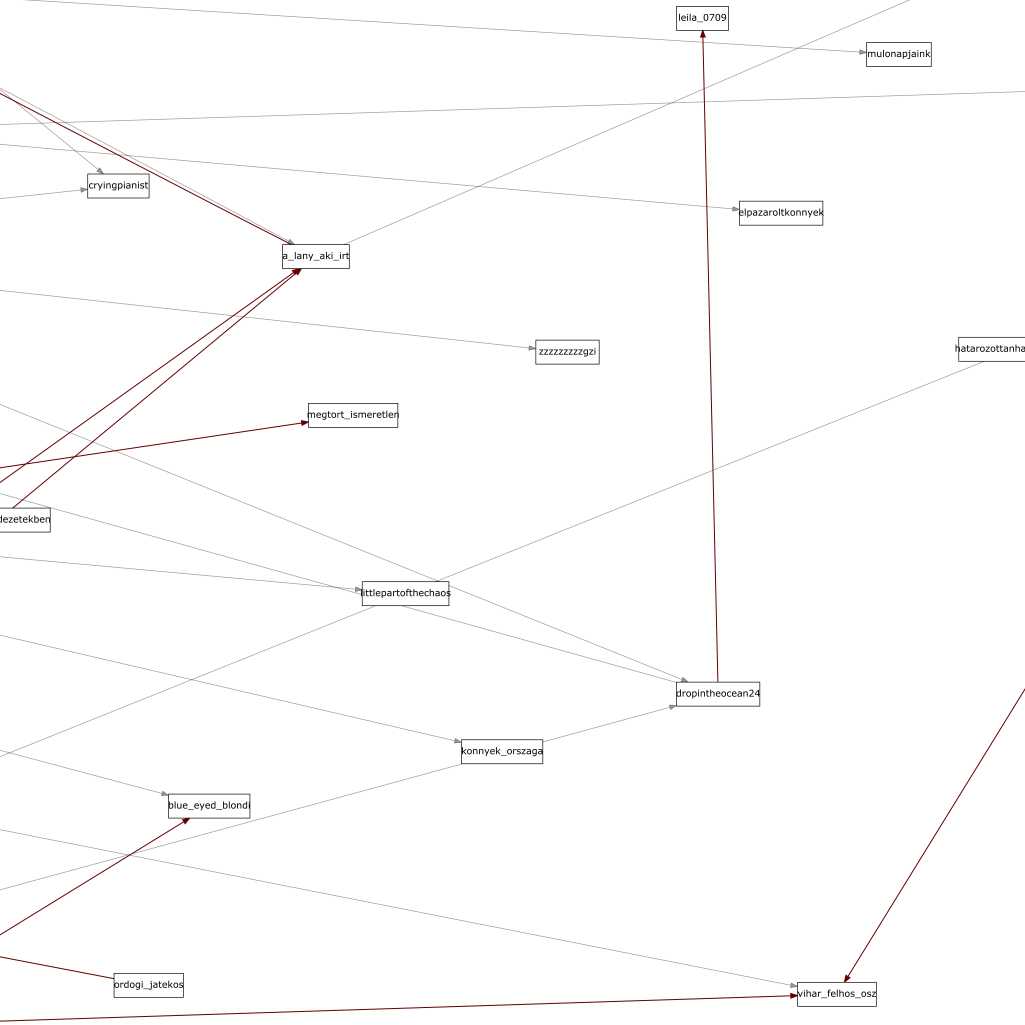 leila_0709
mulonapjaink
cryingpianist
elpazaroltkonnyek
a_lany_aki_irt
zzzzzzzzzgzi
hatarozottanha
megtort_ismeretlen
dezetekben
littlepartofthechaos
dropintheocean24
konnyek_orszaga
blue_eyed_blondi
ordogi_jatekos
vihar_felhos_osz